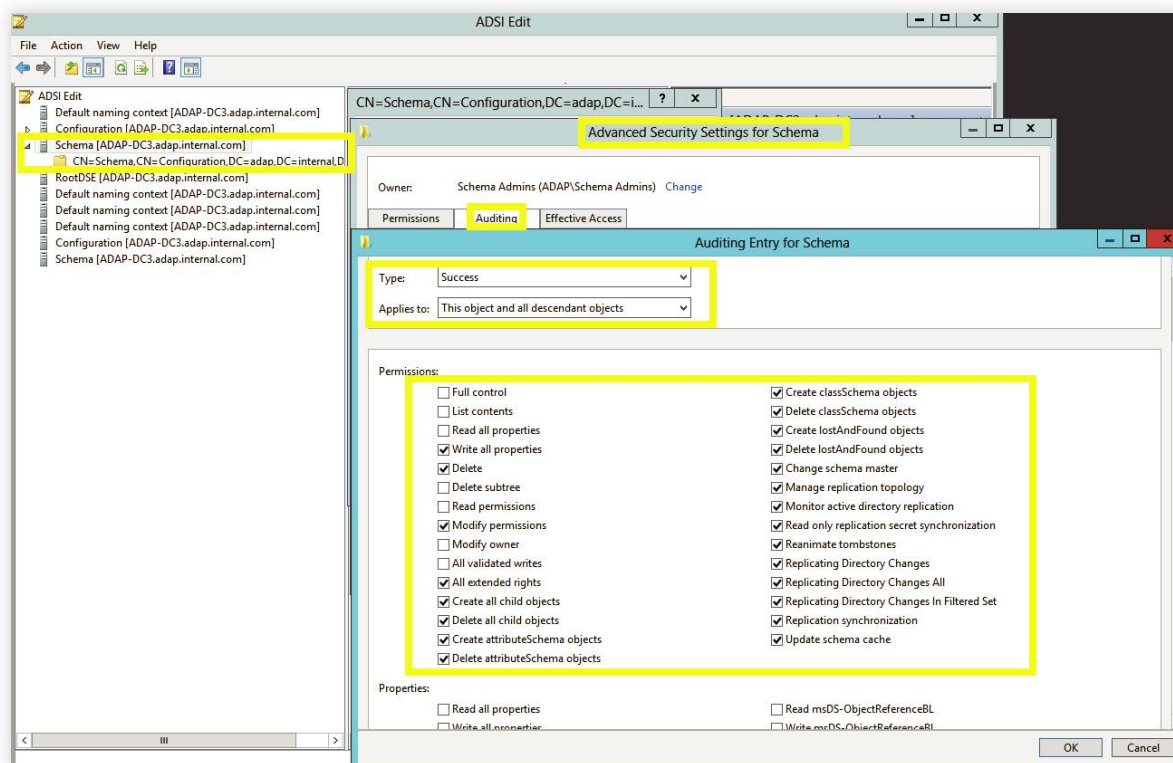 ADSI Edit
File Action View Help
ADSI Edit
Default naming context [ADAP-DC3.adap.internal.com]
Configuration [ADAP-DC3.adap.internal.com]
Schema [ADAP-DC3.adap.internal.com]
CN=Schema,CN=Configuration,DC=adap,DC=internal,D
RootDSE [ADAP-DC3.adap.internal.com]
Default naming context [ADAP-DC3.adap.internal.com]
Default naming context [ADAP-DC3.adap.internal.com]
Default naming context [ADAP-DC3.adap.internal.com]
Configuration [ADAP-DC3.adap.internal.com]
Schema [ADAP-DC3.adap.internal.com]
CN=Schema,CN=Configuration,DC=adap,DC=i... ? x
Advanced Security Settings for Schema
Owner: Schema Admins (ADAP\Schema Admins) Change
Permissions Auditing Effective Access
Auditing Entry for Schema
Type: Success
Applies to: This object and all descendant objects
Permissions:
Full control
List contents
Read all properties
Write all properties
Delete
Delete subtree
Read permissions
Modify permissions
Modify owner
All validated writes
All extended rights
Create all child objects
Delete all child objects
Create attributeSchema objects
Delete attributeSchema objects
Create classSchema objects
Delete classSchema objects
Create lostAndFound objects
Delete lostAndFound objects
Change schema master
Manage replication topology
Monitor active directory replication
Read only replication secret synchronization
Reanimate tombstones
Replicating Directory Changes
Replicating Directory Changes All
Replicating Directory Changes In Filtered Set
Replication synchronization
Update schema cache
Properties:
Read all properties
Write all properties
Read msDS-ObjectReferenceBL
Write msDS-ObjectReferenceBL
OK Cancel